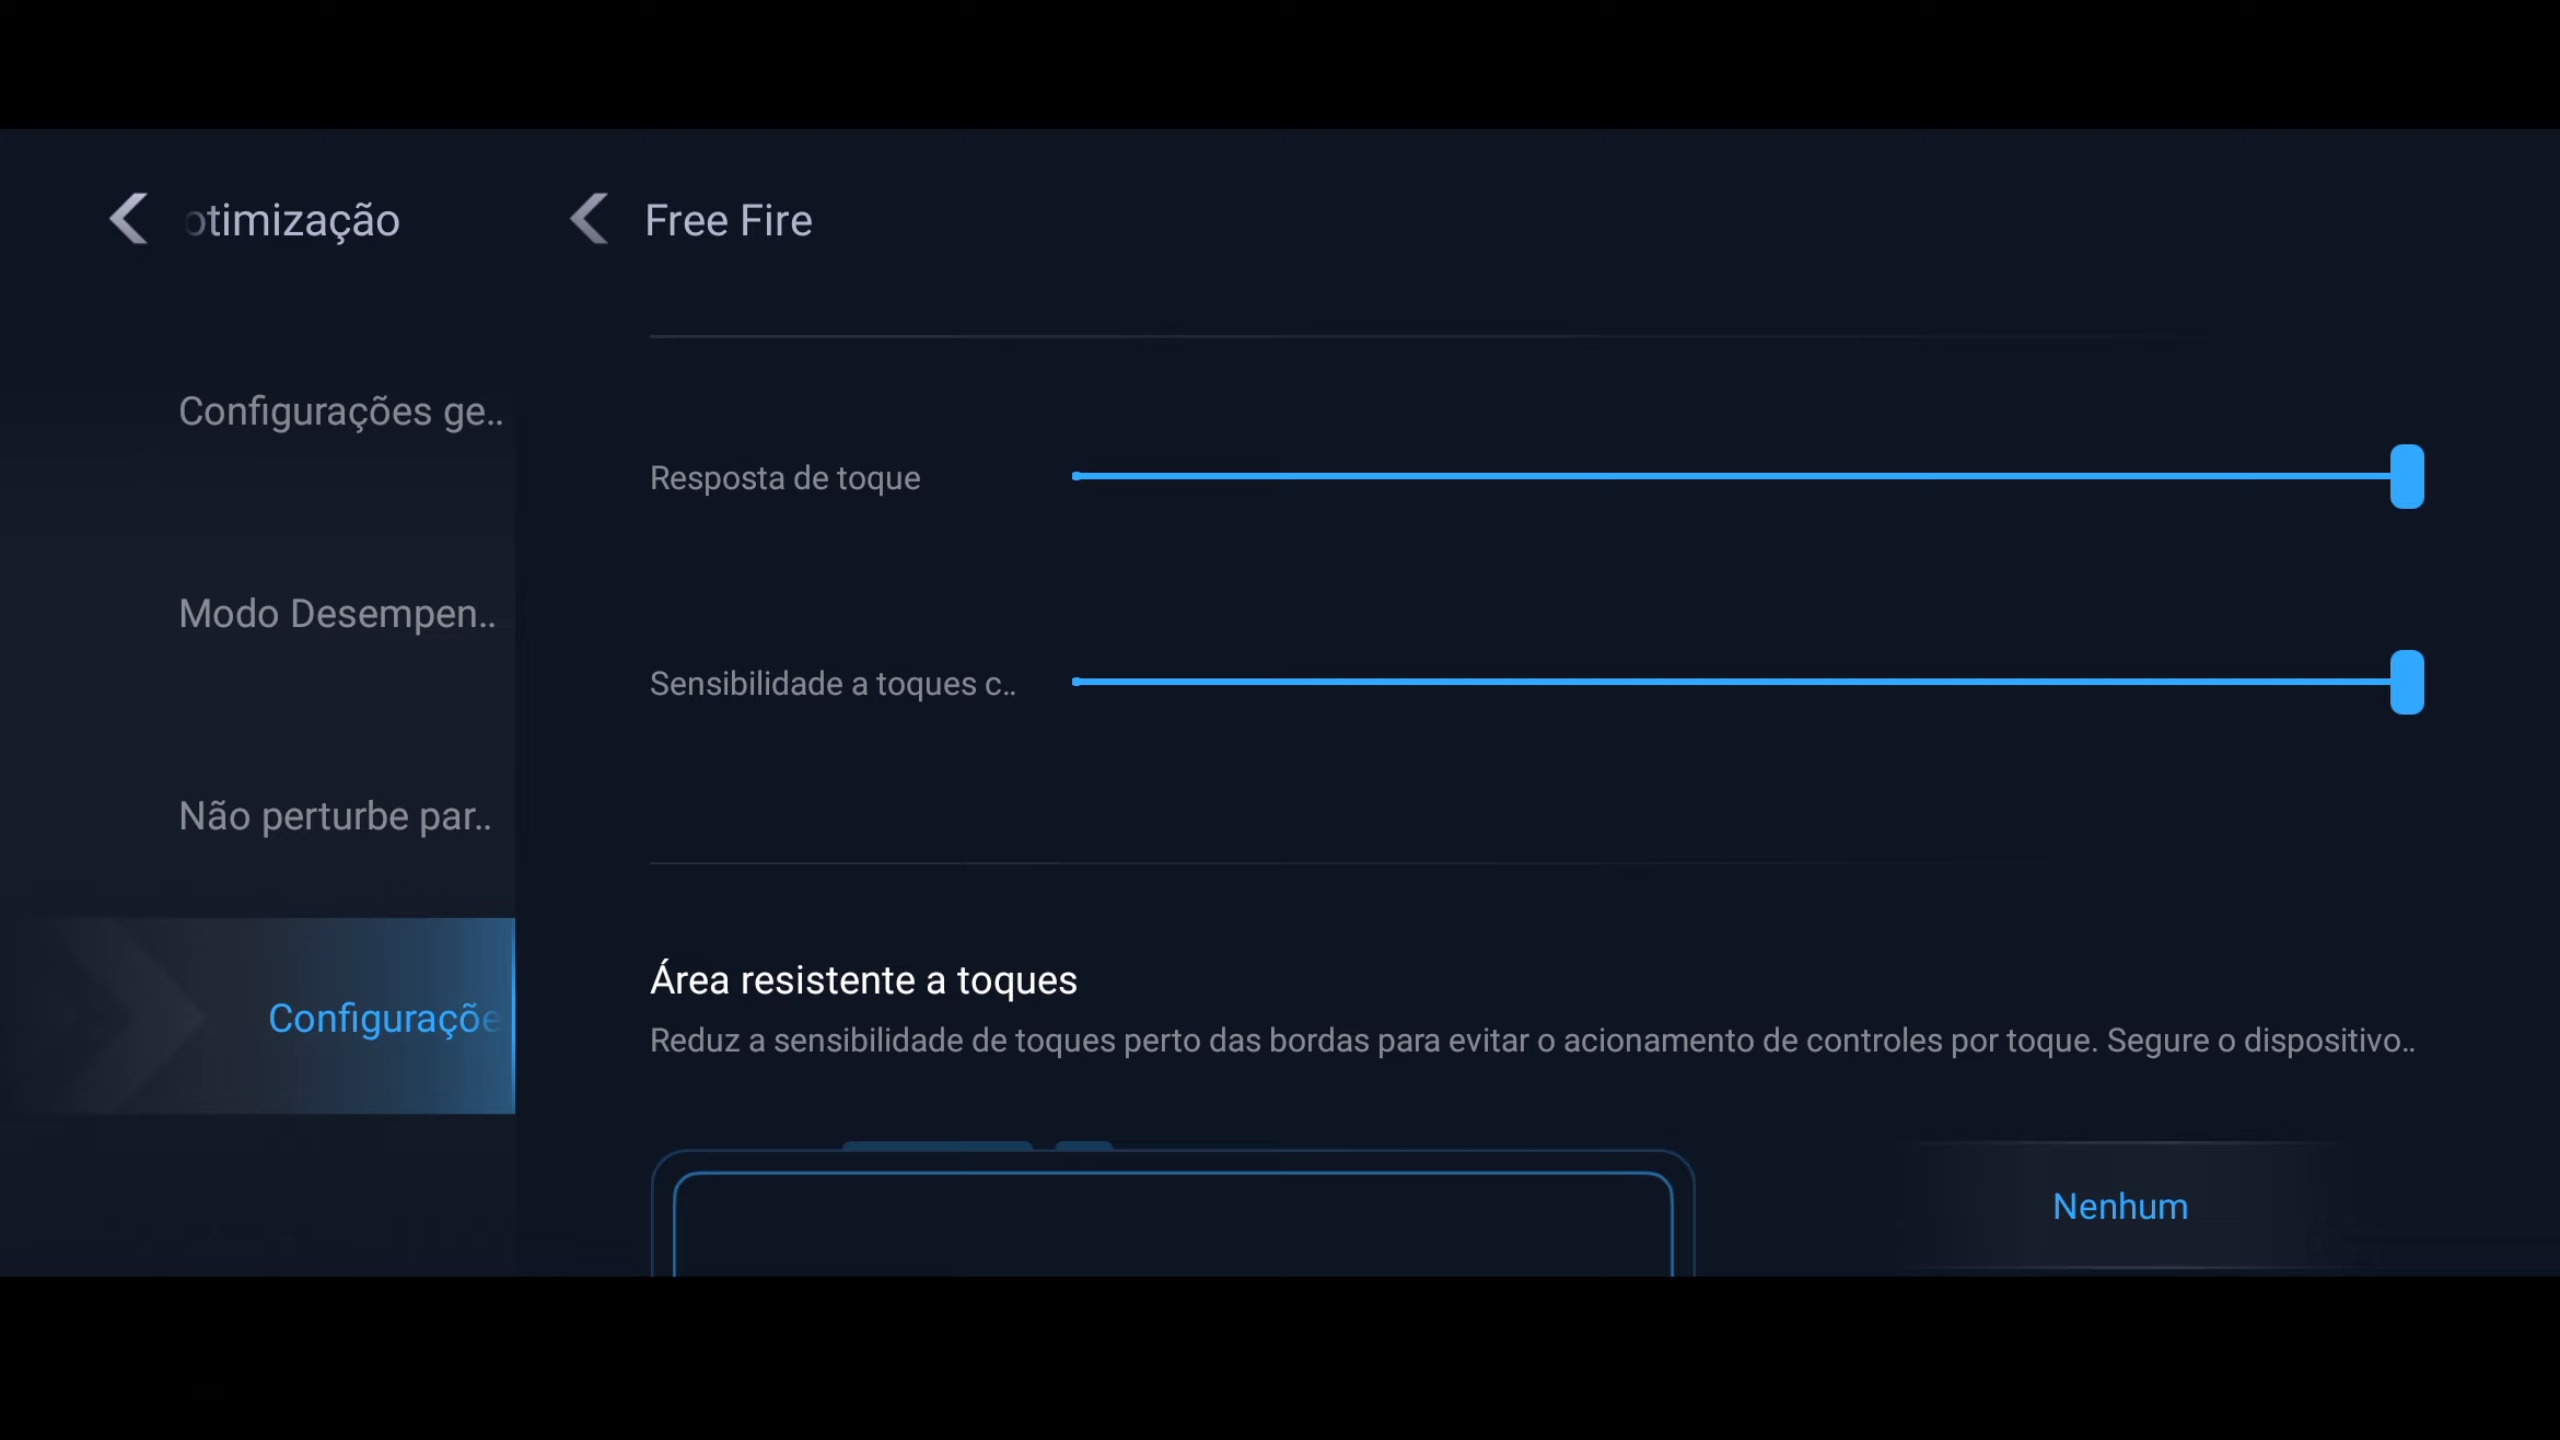 otimização
Free Fire
Configurações ge..
Modo Desempen..
Não perturbe par..
Configuraçõe
Resposta de toque
Sensibilidade a toques c..
Área resistente a toques
Reduz a sensibilidade de toques perto das bordas para evitar o acionamento de controles por toque. Segure o dispositivo..
Nenhum